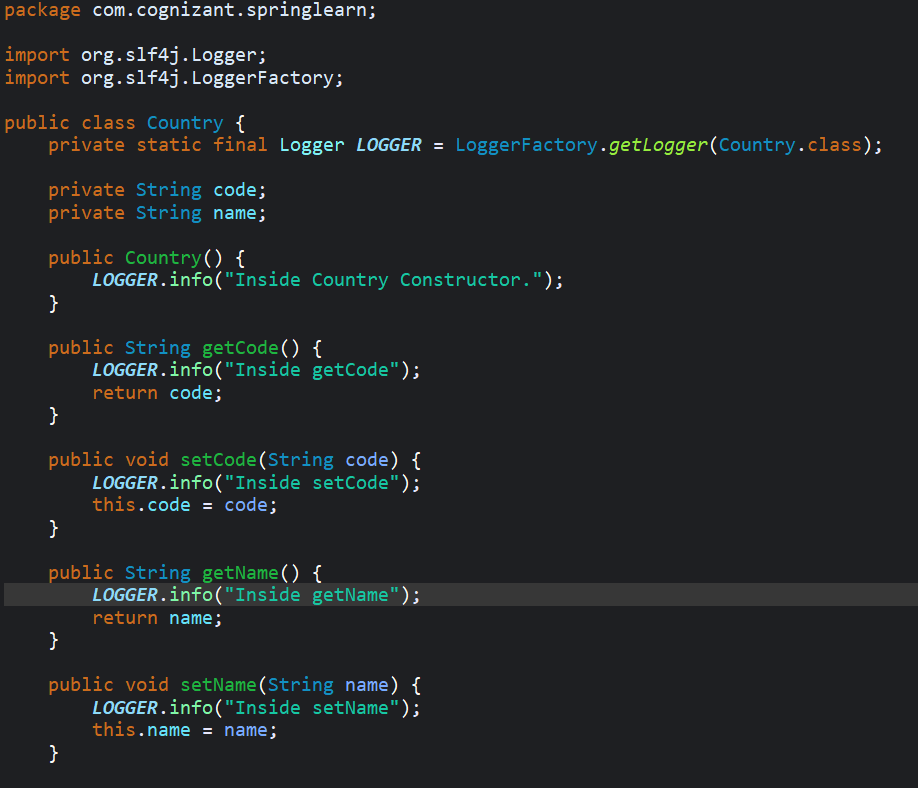 package com.cognizant.springlearn;
import org.slf4j.Logger;
import org.slf4j.LoggerFactory;
public class Country {
private static final Logger LOGGER = LoggerFactory.getLogger(Country.class);
private String code;
private String name;
public Country() {
LOGGER.info("Inside Country Constructor.");
}
public String getCode() {
LOGGER.info("Inside getCode");
return code;
}
public void setCode(String code) {
LOGGER.info("Inside setCode");
this.code = code;
}
public String getName() {
LOGGER.info("Inside getName");
return name;
}
public void setName(String name) {
LOGGER.info("Inside setName");
this.name = name;
}